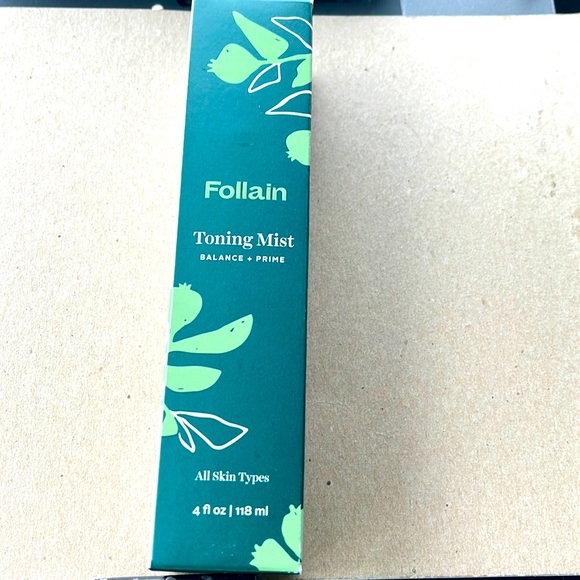 Follain
Toning Mist
BALANCE + PRIME
All Skin Types
4 fl oz | 118 ml